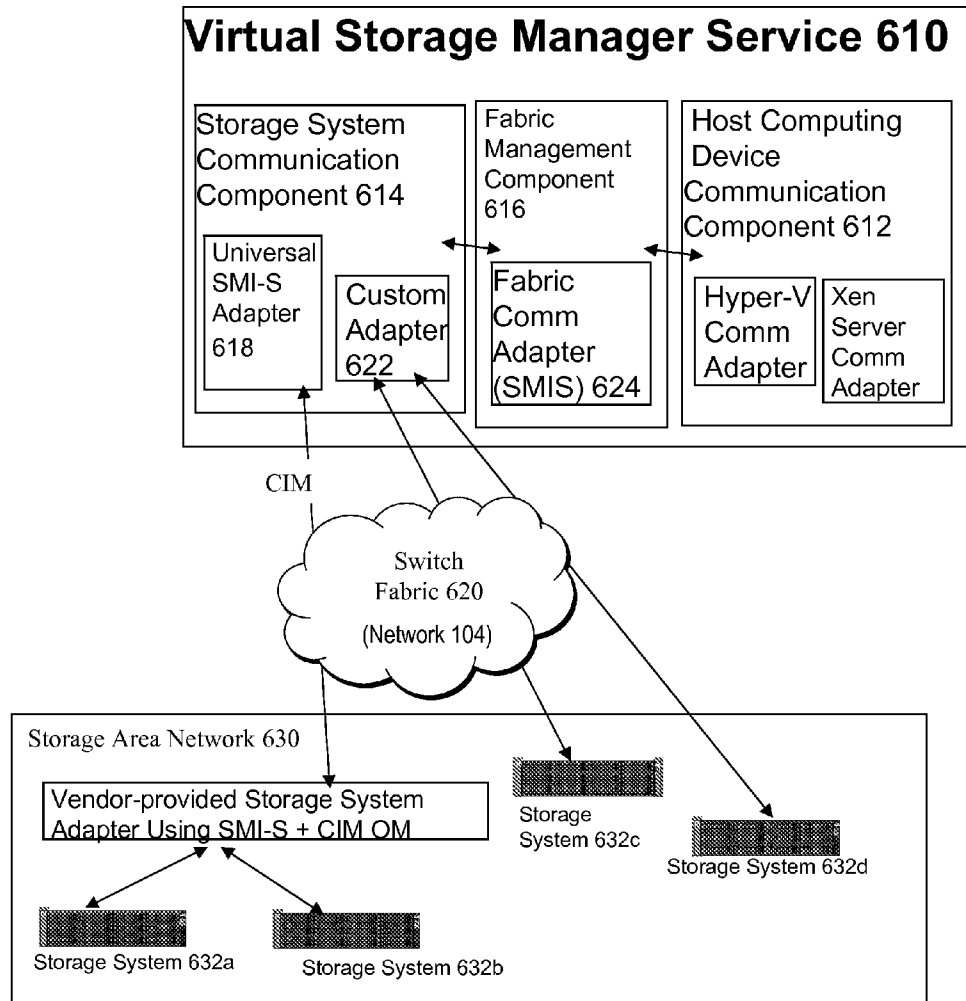 Virtual Storage Manager Service 610
Storage System
Communication
Component 614
Universal
SMI-S
Adapter
618
Custom
Adapter
622
Fabric
Management
Component
616
Fabric
Comm
Adapter
(SMIS) 624
Host Computing
Device
Communication
Component 612
Hyper-V
Comm
Adapter
Xen
Server
Comm
Adapter
CIM
Switch
Fabric 620
(Network 104)
Storage Area Network 630
Vendor-provided Storage System
Adapter Using SMI-S + CIM OM
Storage
System 632c
Storage System 632d
Storage System 632a
Storage System 632b